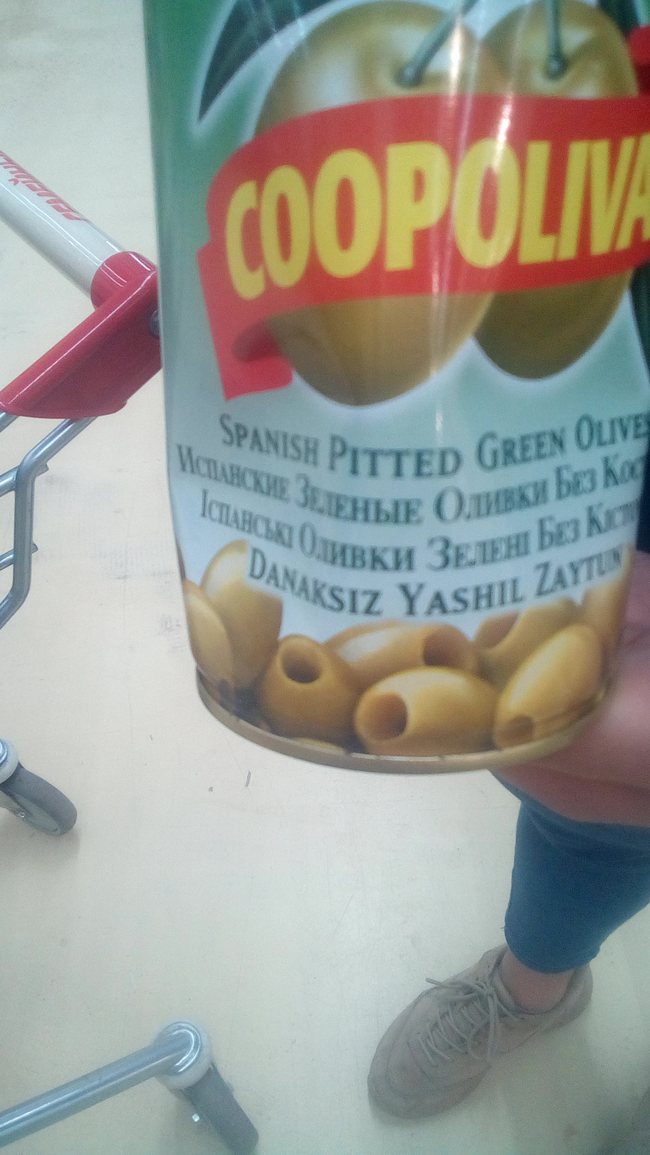 COOPOLIVA
SPANISH PITTED GREEN OLIVES
ИСПАНСКИЕ ЗЕЛЕНЫЕ ОЛИВКИ БЕЗ
ІСПАНСЬКІ ОЛИВКИ ЗЕЛЕНІ БЕЗ
DANAKSIZ YASHIL ZAYTUN